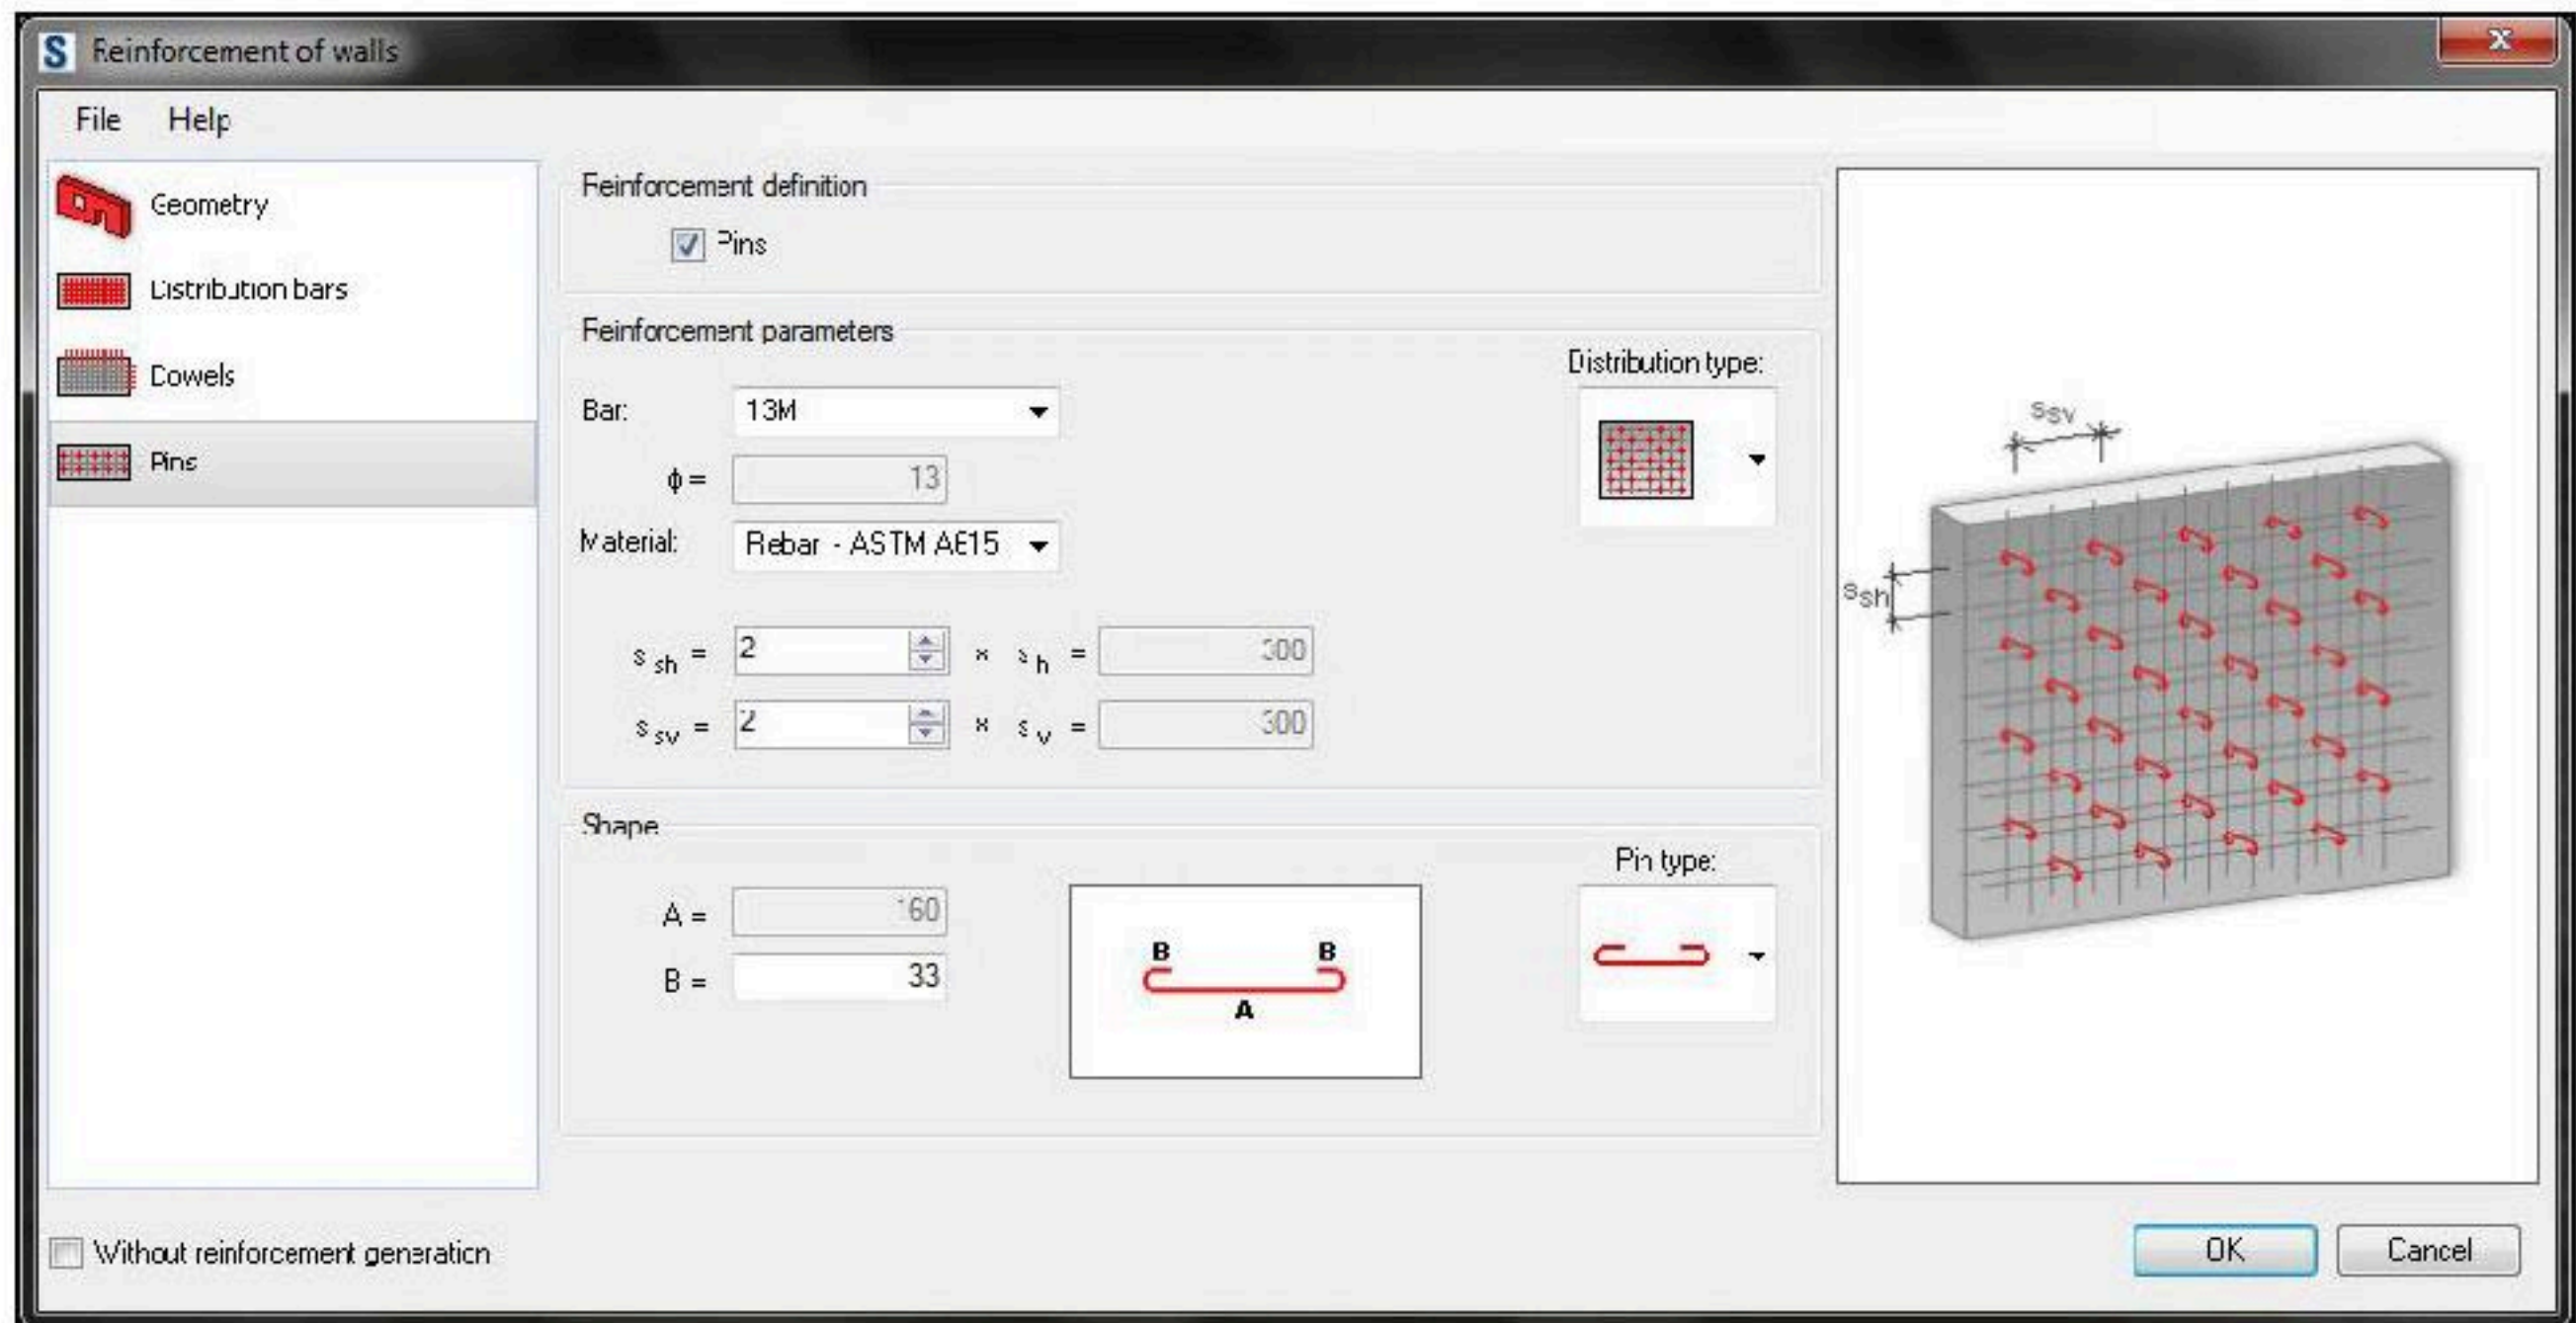 S Reinforcement of walls
x
File Help
Geometry
Distribution bars
Dowels
Pins
Reinforcement definition
Pins
Reinforcement parameters
Distribution type:
Bar: 13M
ϕ = 13
Material: Rebar - ASTM A615
s sh = 2 x s h = 300
s sv = 2 x s v = 300
Shape
Pin type:
A = 160
B = 33
B B
A
ssv
ssh
Without reinforcement generation
OK Cancel